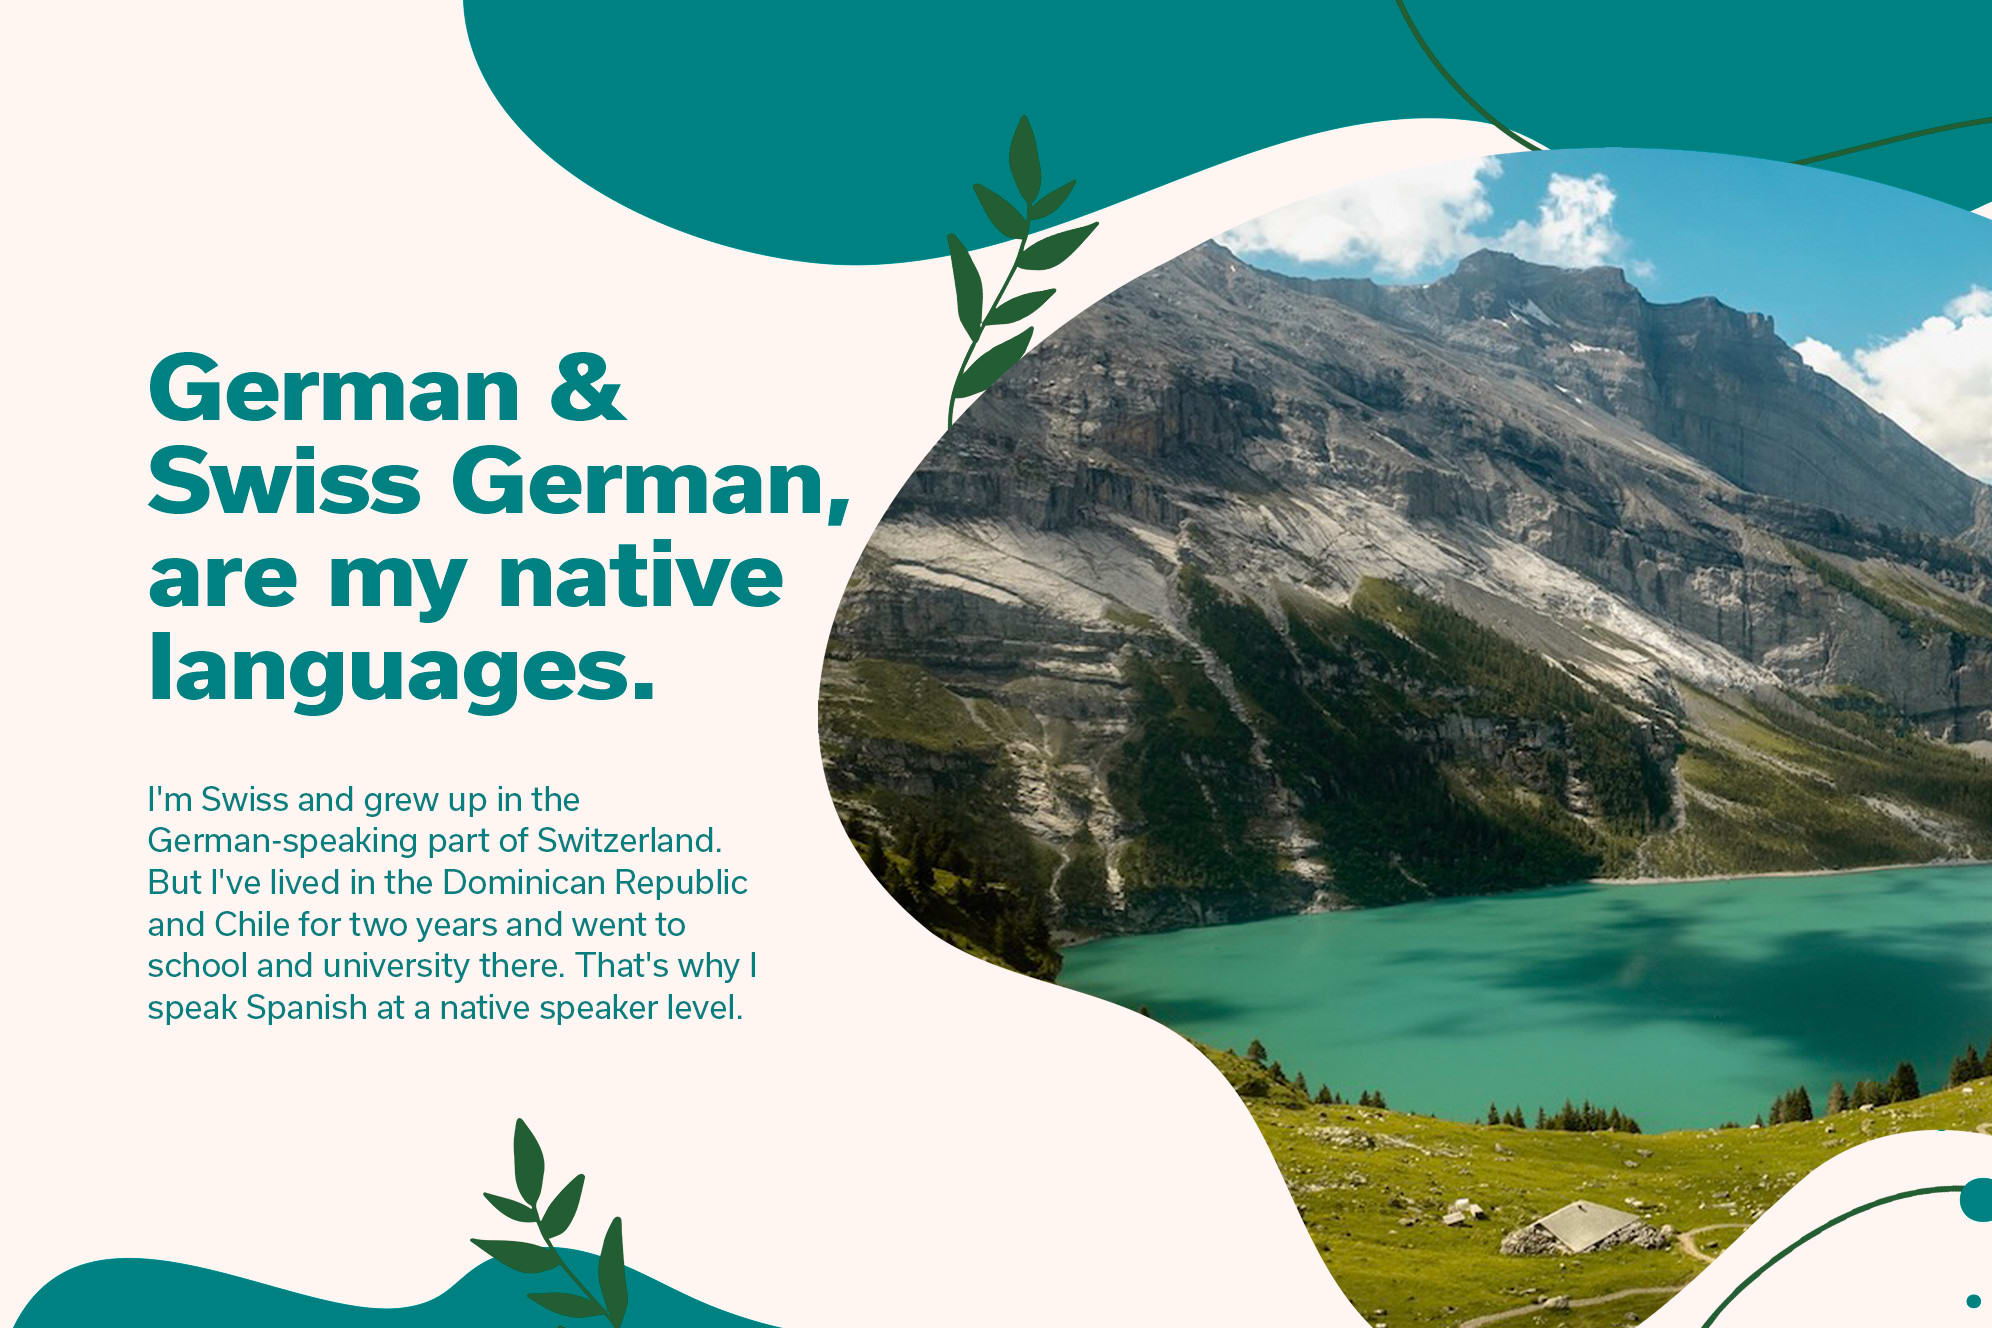 German &
Swiss German,
are my native
languages.
I'm Swiss and grew up in the
German-speaking part of Switzerland.
But I've lived in the Dominican Republic
and Chile for two years and went to
school and university there. That's why I
speak Spanish at a native speaker level.